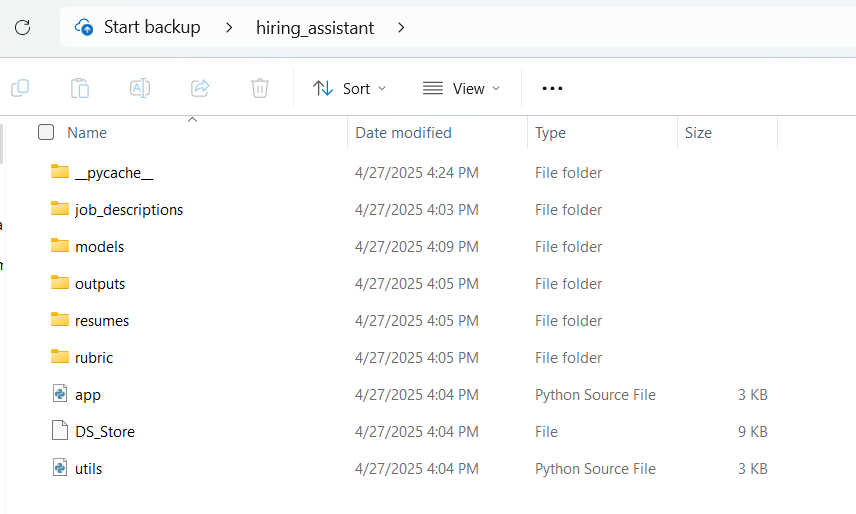 Start backup > hiring_assistant >
Sort View ...
Name Date modified Type Size
__pycache__ 4/27/2025 4:24 PM File folder
job_descriptions 4/27/2025 4:03 PM File folder
models 4/27/2025 4:09 PM File folder
outputs 4/27/2025 4:05 PM File folder
resumes 4/27/2025 4:05 PM File folder
rubric 4/27/2025 4:05 PM File folder
app 4/27/2025 4:04 PM Python Source File 3 KB
DS_Store 4/27/2025 4:04 PM File 9 KB
utils 4/27/2025 4:04 PM Python Source File 3 KB